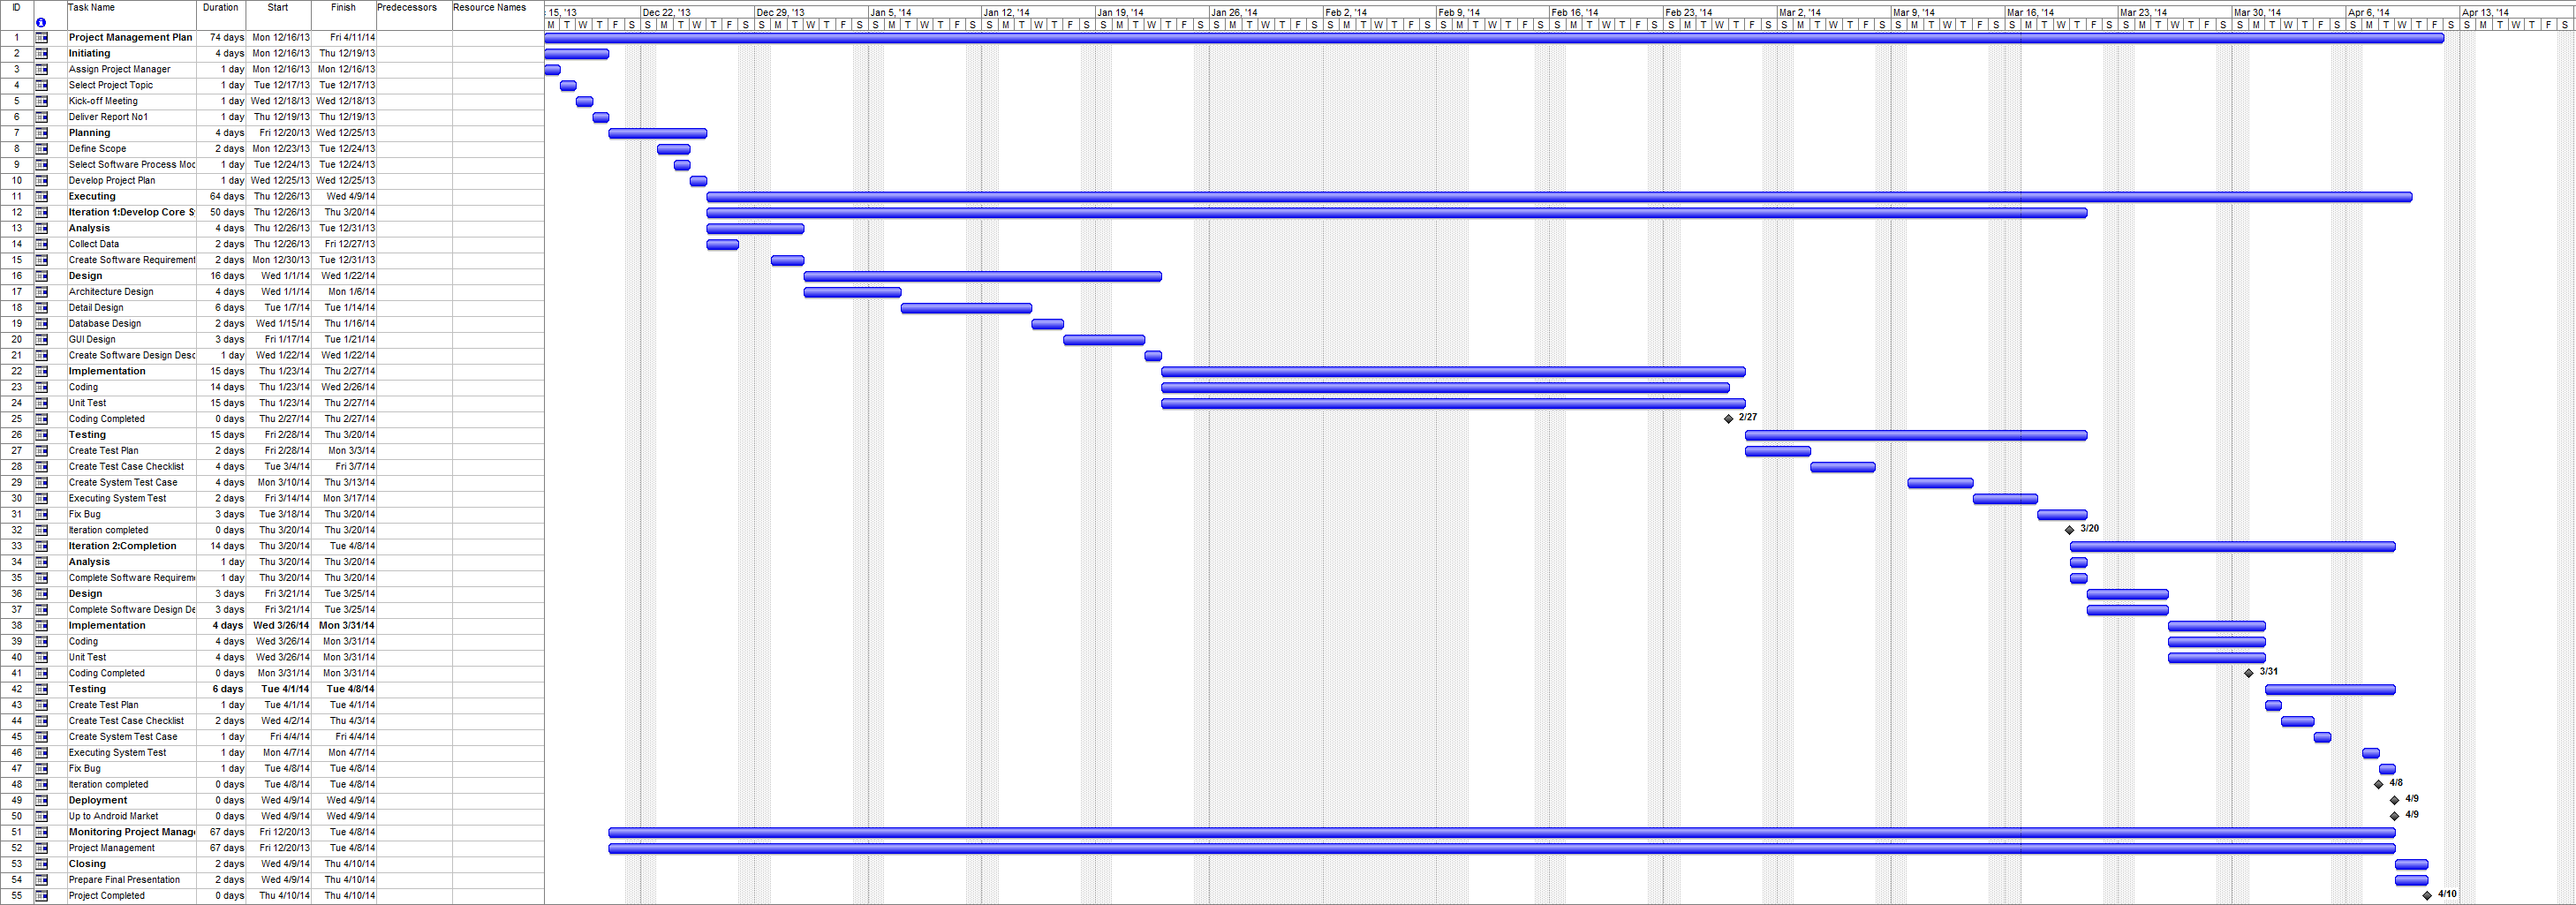 ID Task Name Duration Start Finish Predecessors Resource Names 15, '13 Dec 22, '13 Dec 29, '13 Jan 5, '14 Jan 12, '14 Jan 19, '14 Jan 26, '14 Feb 2, '14 Feb 9, '14 Feb 16, '14 Feb 23, '14 Mar 2, '14 Mar 9, '14 Mar 16, '14 Mar 23, '14 Mar 30, '14 Apr 6, '14 Apr 13, '14
M T W T F S S M T W T F S S M T W T F S S M T W T F S S M T W T F S S M T W T F S S M T W T F S S M T W T F S S M T W T F S S M T W T F S S M T W T F S S M T W T F S S M T W T F S S M T W T F S S M T W T F S S M T W T F S S M T W T F S S M T W T F S
1 Project Management Plan 74 days Mon 12/16/13 Fri 4/11/14
2 Initiating 4 days Mon 12/16/13 Thu 12/19/13
3 Assign Project Manager 1 day Mon 12/16/13 Mon 12/16/13
4 Select Project Topic 1 day Tue 12/17/13 Tue 12/17/13
5 Kick-off Meeting 1 day Wed 12/18/13 Wed 12/18/13
6 Deliver Report No1 1 day Thu 12/19/13 Thu 12/19/13
7 Planning 4 days Fri 12/20/13 Wed 12/25/13
8 Define Scope 2 days Mon 12/23/13 Tue 12/24/13
9 Select Software Process Moc 1 day Tue 12/24/13 Tue 12/24/13
10 Develop Project Plan 1 day Wed 12/25/13 Wed 12/25/13
11 Executing 64 days Thu 12/26/13 Wed 4/9/14
12 Iteration 1:Develop Core S 50 days Thu 12/26/13 Thu 3/20/14
13 Analysis 4 days Thu 12/26/13 Tue 12/31/13
14 Collect Data 2 days Thu 12/26/13 Fri 12/27/13
15 Create Software Requirement 2 days Mon 12/30/13 Tue 12/31/13
16 Design 16 days Wed 1/1/14 Wed 1/22/14
17 Architecture Design 4 days Wed 1/1/14 Mon 1/6/14
18 Detail Design 6 days Tue 1/7/14 Tue 1/14/14
19 Database Design 2 days Wed 1/15/14 Thu 1/16/14
20 GUI Design 3 days Fri 1/17/14 Tue 1/21/14
21 Create Software Design Desc 1 day Wed 1/22/14 Wed 1/22/14
22 Implementation 15 days Thu 1/23/14 Thu 2/27/14
23 Coding 14 days Thu 1/23/14 Wed 2/26/14
24 Unit Test 15 days Thu 1/23/14 Thu 2/27/14
25 Coding Completed 0 days Thu 2/27/14 Thu 2/27/14 2/27
26 Testing 15 days Fri 2/28/14 Thu 3/20/14
27 Create Test Plan 2 days Fri 2/28/14 Mon 3/3/14
28 Create Test Case Checklist 4 days Tue 3/4/14 Fri 3/7/14
29 Create System Test Case 4 days Mon 3/10/14 Thu 3/13/14
30 Executing System Test 2 days Fri 3/14/14 Mon 3/17/14
31 Fix Bug 3 days Tue 3/18/14 Thu 3/20/14
32 Iteration completed 0 days Thu 3/20/14 Thu 3/20/14 3/20
33 Iteration 2:Completion 14 days Thu 3/20/14 Tue 4/8/14
34 Analysis 1 day Thu 3/20/14 Thu 3/20/14
35 Complete Software Requirem 1 day Thu 3/20/14 Thu 3/20/14
36 Design 3 days Fri 3/21/14 Tue 3/25/14
37 Complete Software Design De 3 days Fri 3/21/14 Tue 3/25/14
38 Implementation 4 days Wed 3/26/14 Mon 3/31/14
39 Coding 4 days Wed 3/26/14 Mon 3/31/14
40 Unit Test 4 days Wed 3/26/14 Mon 3/31/14
41 Coding Completed 0 days Mon 3/31/14 Mon 3/31/14 3/31
42 Testing 6 days Tue 4/1/14 Tue 4/8/14
43 Create Test Plan 1 day Tue 4/1/14 Tue 4/1/14
44 Create Test Case Checklist 2 days Wed 4/2/14 Thu 4/3/14
45 Create System Test Case 1 day Fri 4/4/14 Fri 4/4/14
46 Executing System Test 1 day Mon 4/7/14 Mon 4/7/14
47 Fix Bug 1 day Tue 4/8/14 Tue 4/8/14
48 Iteration completed 0 days Tue 4/8/14 Tue 4/8/14 4/8
49 Deployment 0 days Wed 4/9/14 Wed 4/9/14 4/9
50 Up to Android Market 0 days Wed 4/9/14 Wed 4/9/14 4/9
51 Monitoring Project Manag 67 days Fri 12/20/13 Tue 4/8/14
52 Project Management 67 days Fri 12/20/13 Tue 4/8/14
53 Closing 2 days Wed 4/9/14 Thu 4/10/14
54 Prepare Final Presentation 2 days Wed 4/9/14 Thu 4/10/14
55 Project Completed 0 days Thu 4/10/14 Thu 4/10/14 4/10